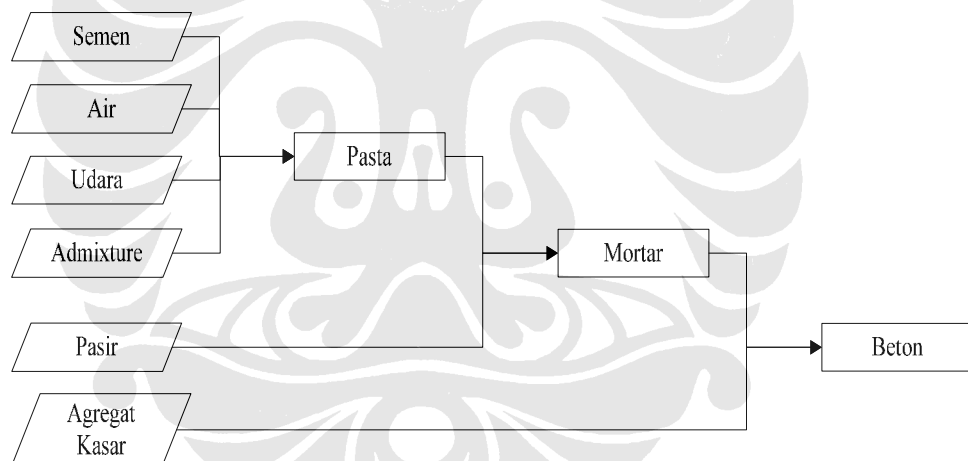 Semen
Air
Udara
Admixture
Pasir
Agregat
Kasar
Pasta
Mortar
Beton